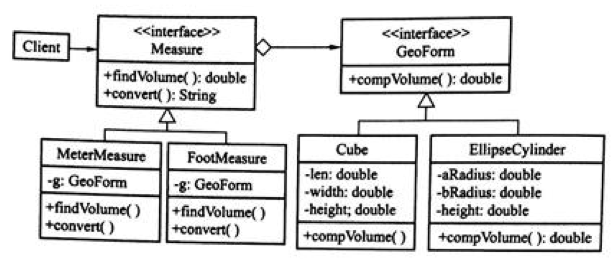 Client
<<interface>>
Measure
+findVolume( ): double
+convert( ): String
<<interface>>
GeoForm
+compVolume( ): double
MeterMeasure
-g: GeoForm
+findVolume( )
+convert( )
FootMeasure
-g: GeoForm
+findVolume( )
+convert( )
Cube
-len: double
-width: double
-height; double
+compVolume( )
EllipseCylinder
-aRadius: double
-bRadius: double
-height: double
+compVolume( ): double